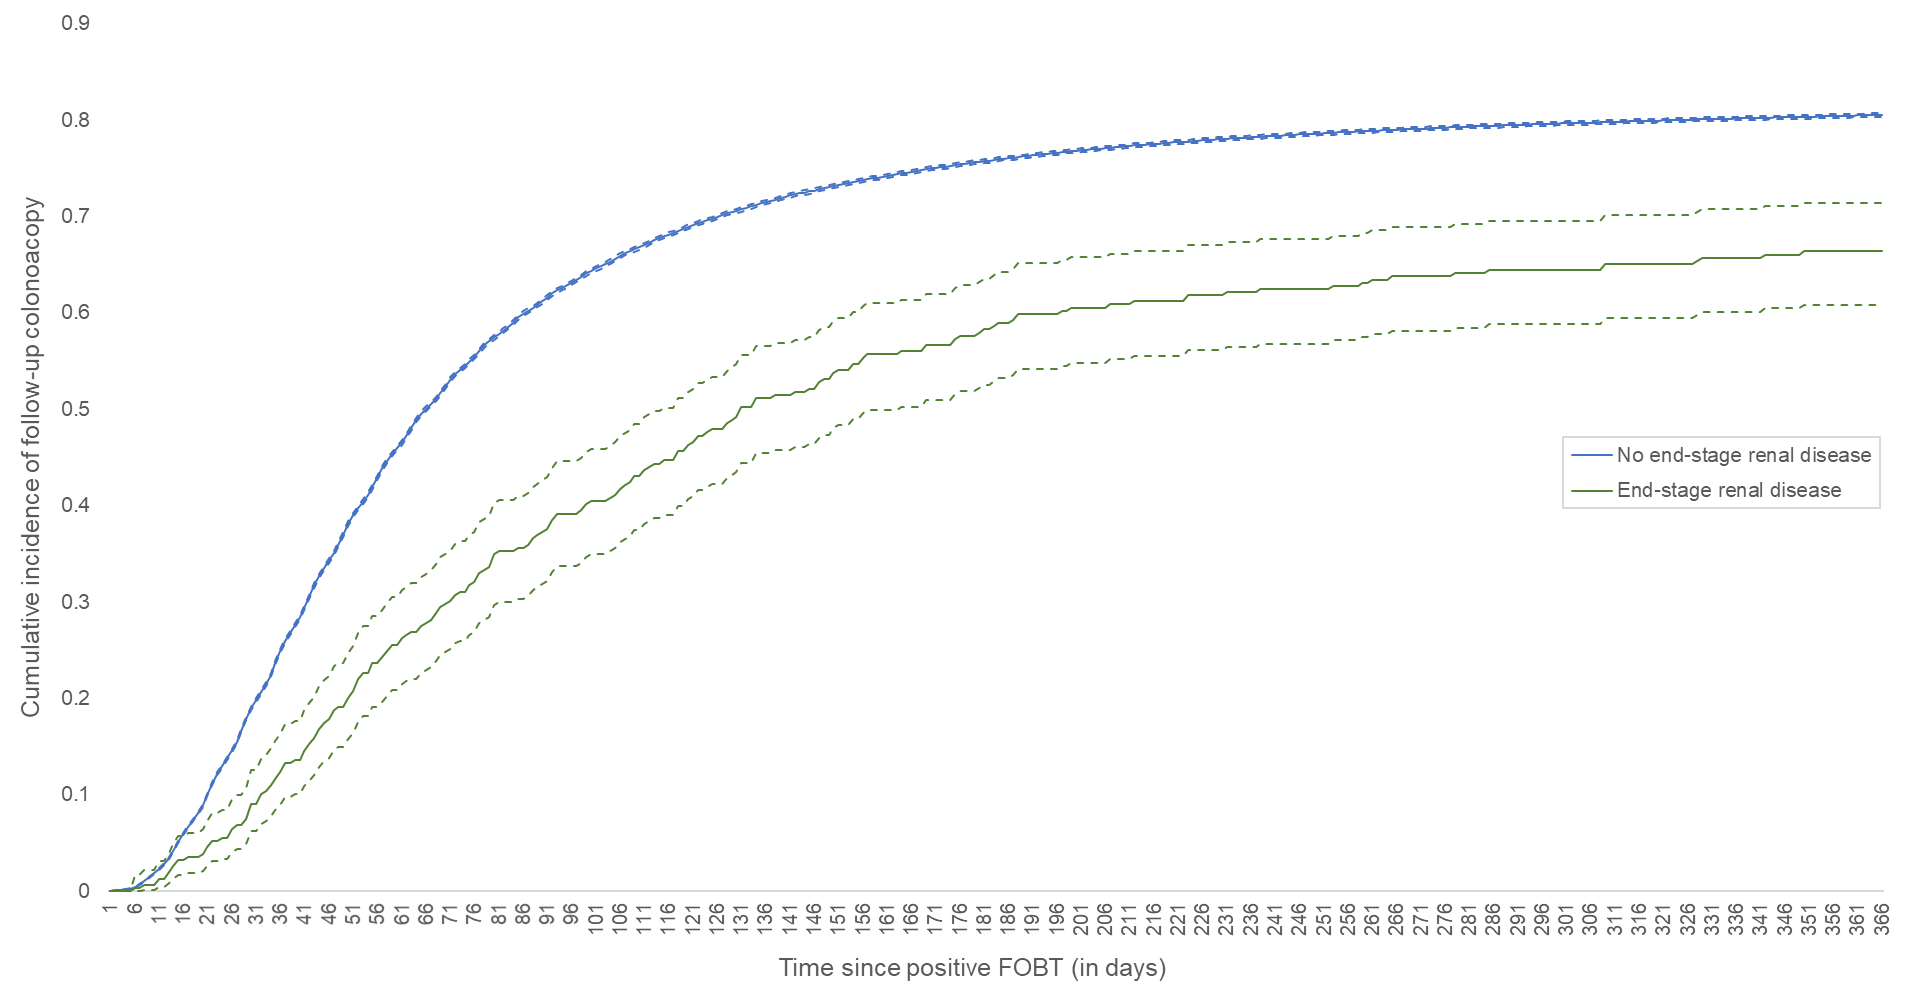 0.9
0.8
0.7
0.6
0.5
0.4
0.3
0.2
0.1
0
Cumulative incidence of follow-up colonoacopy
No end-stage renal disease
End-stage renal disease
1 6 11 16 21 26 31 36 41 46 51 56 61 66 71 76 81 86 91 96 101 106 111 116 121 126 131 136 141 146 151 156 161 166 171 176 181 186 191 196 201 206 211 216 221 226 231 236 241 246 251 256 261 266 271 276 281 286 291 296 301 306 311 316 321 326 331 336 341 346 351 356 361 366
Time since positive FOBT (in days)